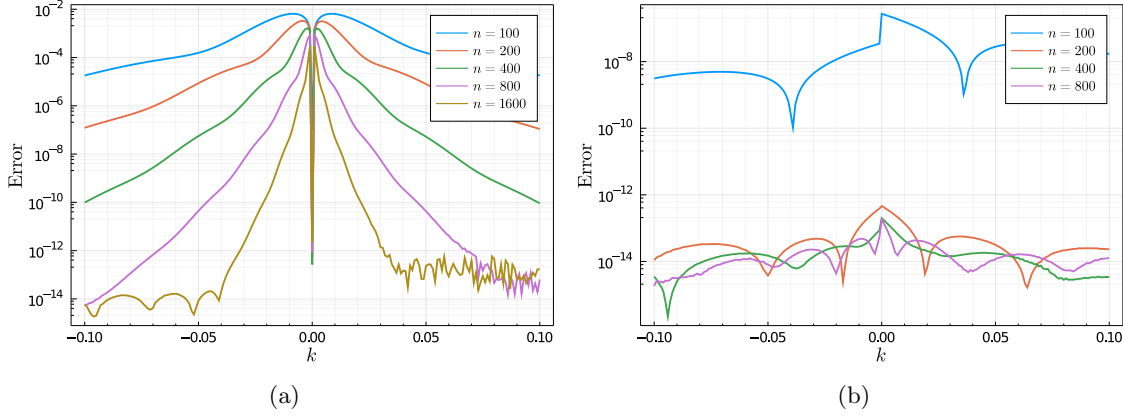 10^−2
10^−4
10^−6
10^−8
10^−10
10^−12
10^−14
Error
−0.10
−0.05
0.00
0.05
0.10
k
n = 100
n = 200
n = 400
n = 800
n = 1600
(a)
10^−8
10^−10
10^−12
10^−14
Error
−0.10
−0.05
0.00
0.05
0.10
k
n = 100
n = 200
n = 400
n = 800
(b)